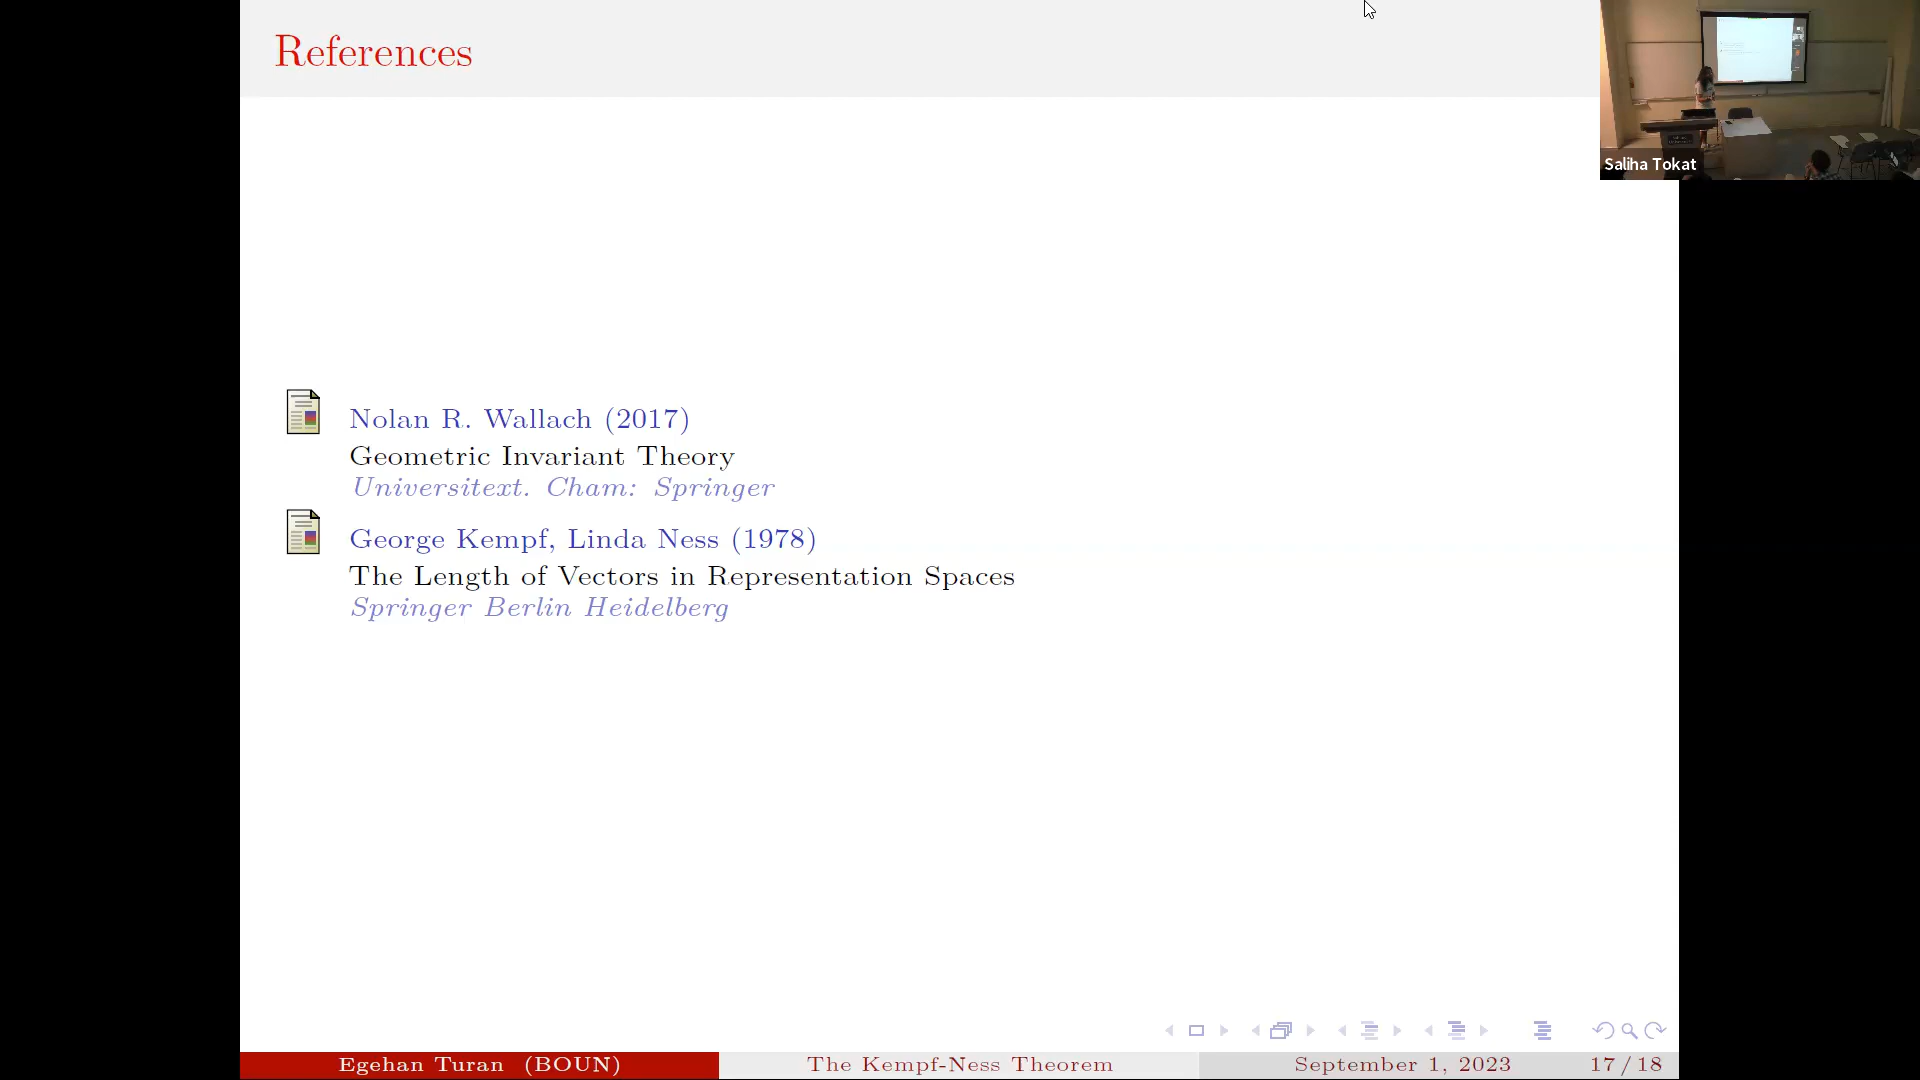 References
Saliha Tokat
Nolan R. Wallach (2017)
Geometric Invariant Theory
Universitext. Cham: Springer
George Kempf, Linda Ness (1978)
The Length of Vectors in Representation Spaces
Springer Berlin Heidelberg
Egehan Turan (BOUN) The Kempf-Ness Theorem September 1, 2023 17 / 18